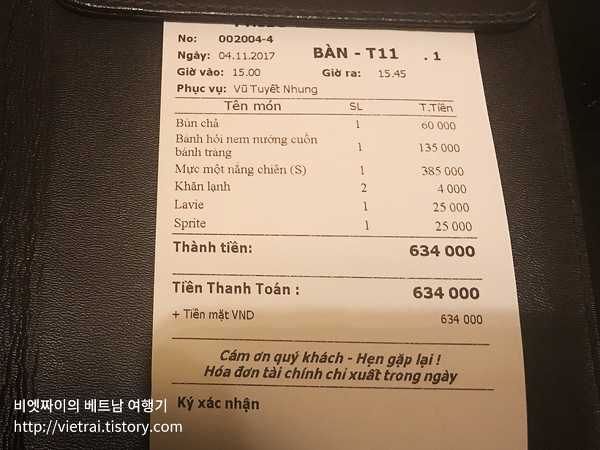 No: 002004-4
Ngày: 04.11.2017 BÀN - T11 . 1
Giờ vào: 15.00 Giờ ra: 15.45
Phục vụ: Vũ Tuyết Nhung
Tên món SL T.Tiền
Bún chả 1 60 000
Bánh hỏi nem nướng cuốn
bánh tráng 1 135 000
Mực một nắng chiên (S) 1 385 000
Khăn lạnh 2 4 000
Lavie 1 25 000
Sprite 1 25 000
Thành tiền: 634 000
Tiền Thanh Toán : 634 000
+ Tiền mặt VND 634 000
Cám ơn quý khách - Hẹn gặp lại !
Hóa đơn tài chính chỉ xuất trong ngày
Ký xác nhận
비엣짜이의 베트남 여행기
http://vietrai.tistory.com